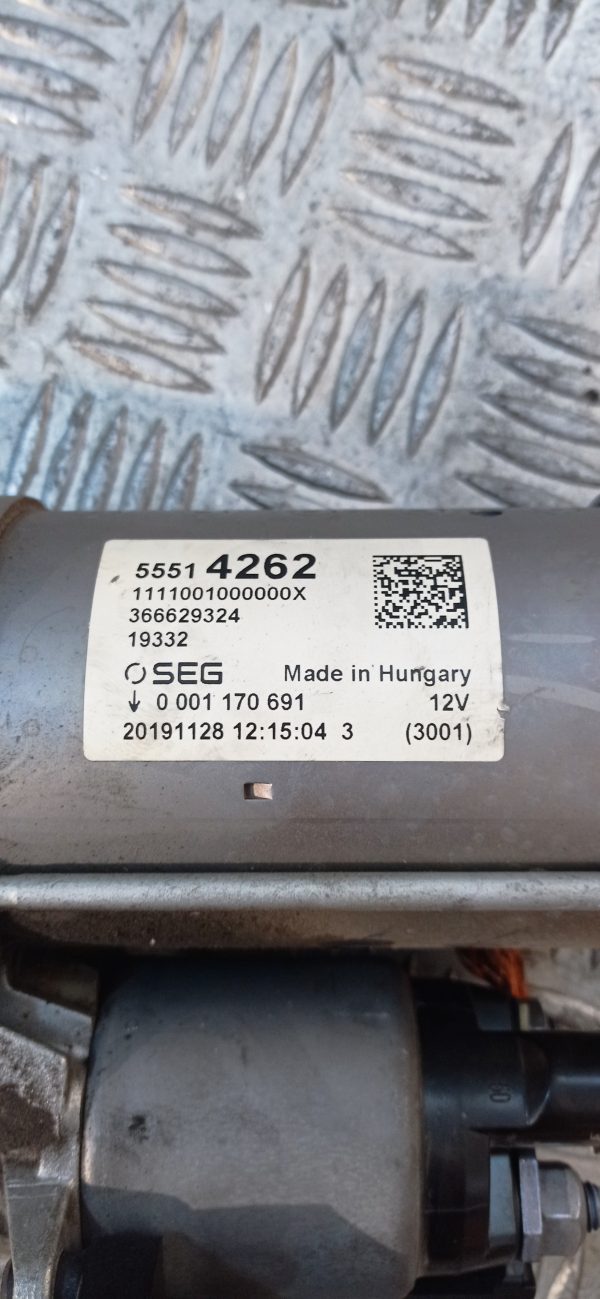 5551 4262
1111001000000X
366629324
19332
SEG Made in Hungary
↓ 0 001 170 691 12V
20191128 12:15:04 3 (3001)